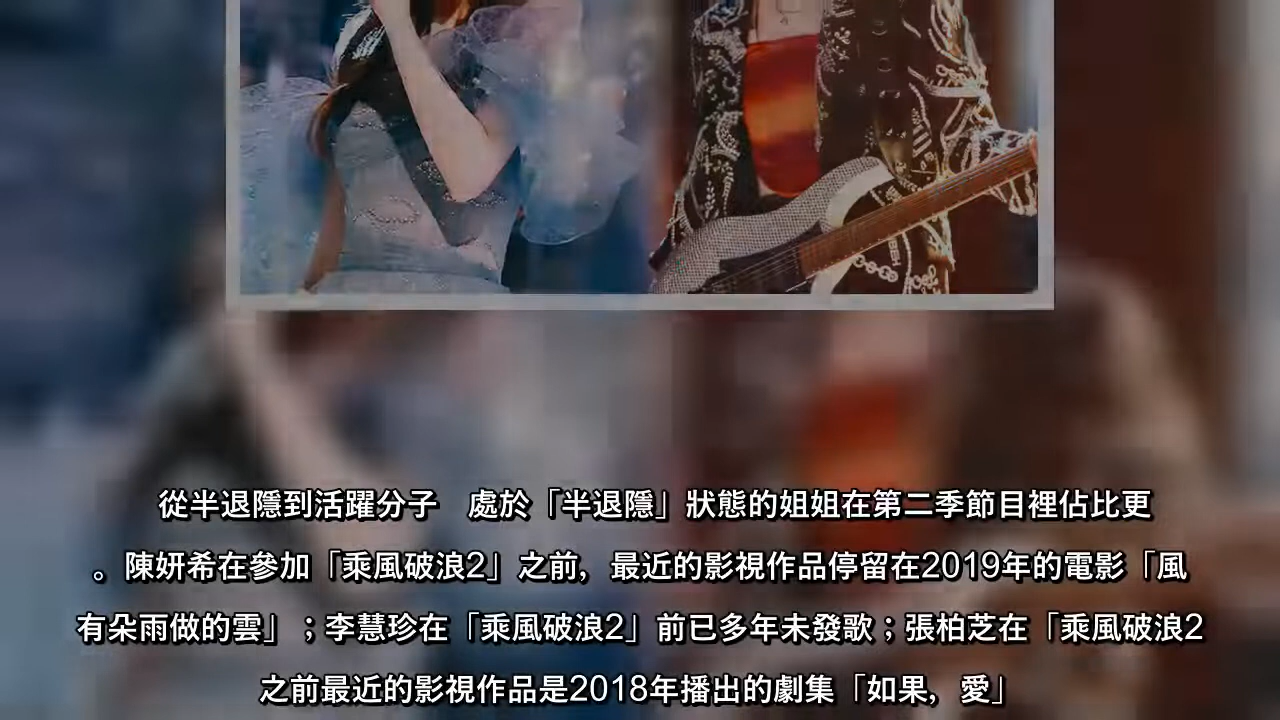 從半退隱到活躍分子　處於「半退隱」狀態的姐姐在第二季節目裡佔比更
。陳妍希在參加「乘風破浪2」之前，最近的影視作品停留在2019年的電影「風
有朵雨做的雲」；李慧珍在「乘風破浪2」前已多年未發歌；張柏芝在「乘風破浪2
之前最近的影視作品是2018年播出的劇集「如果，愛」